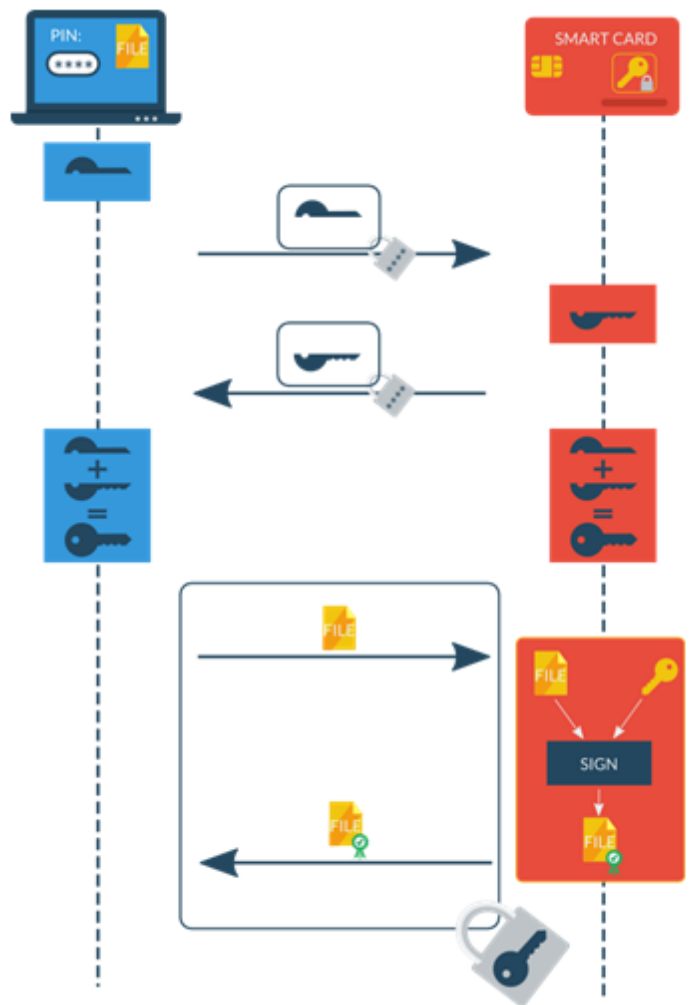 PIN:
FILE
****
SMART CARD
+
=
+
=
FILE
FILE
SIGN
FILE
FILE